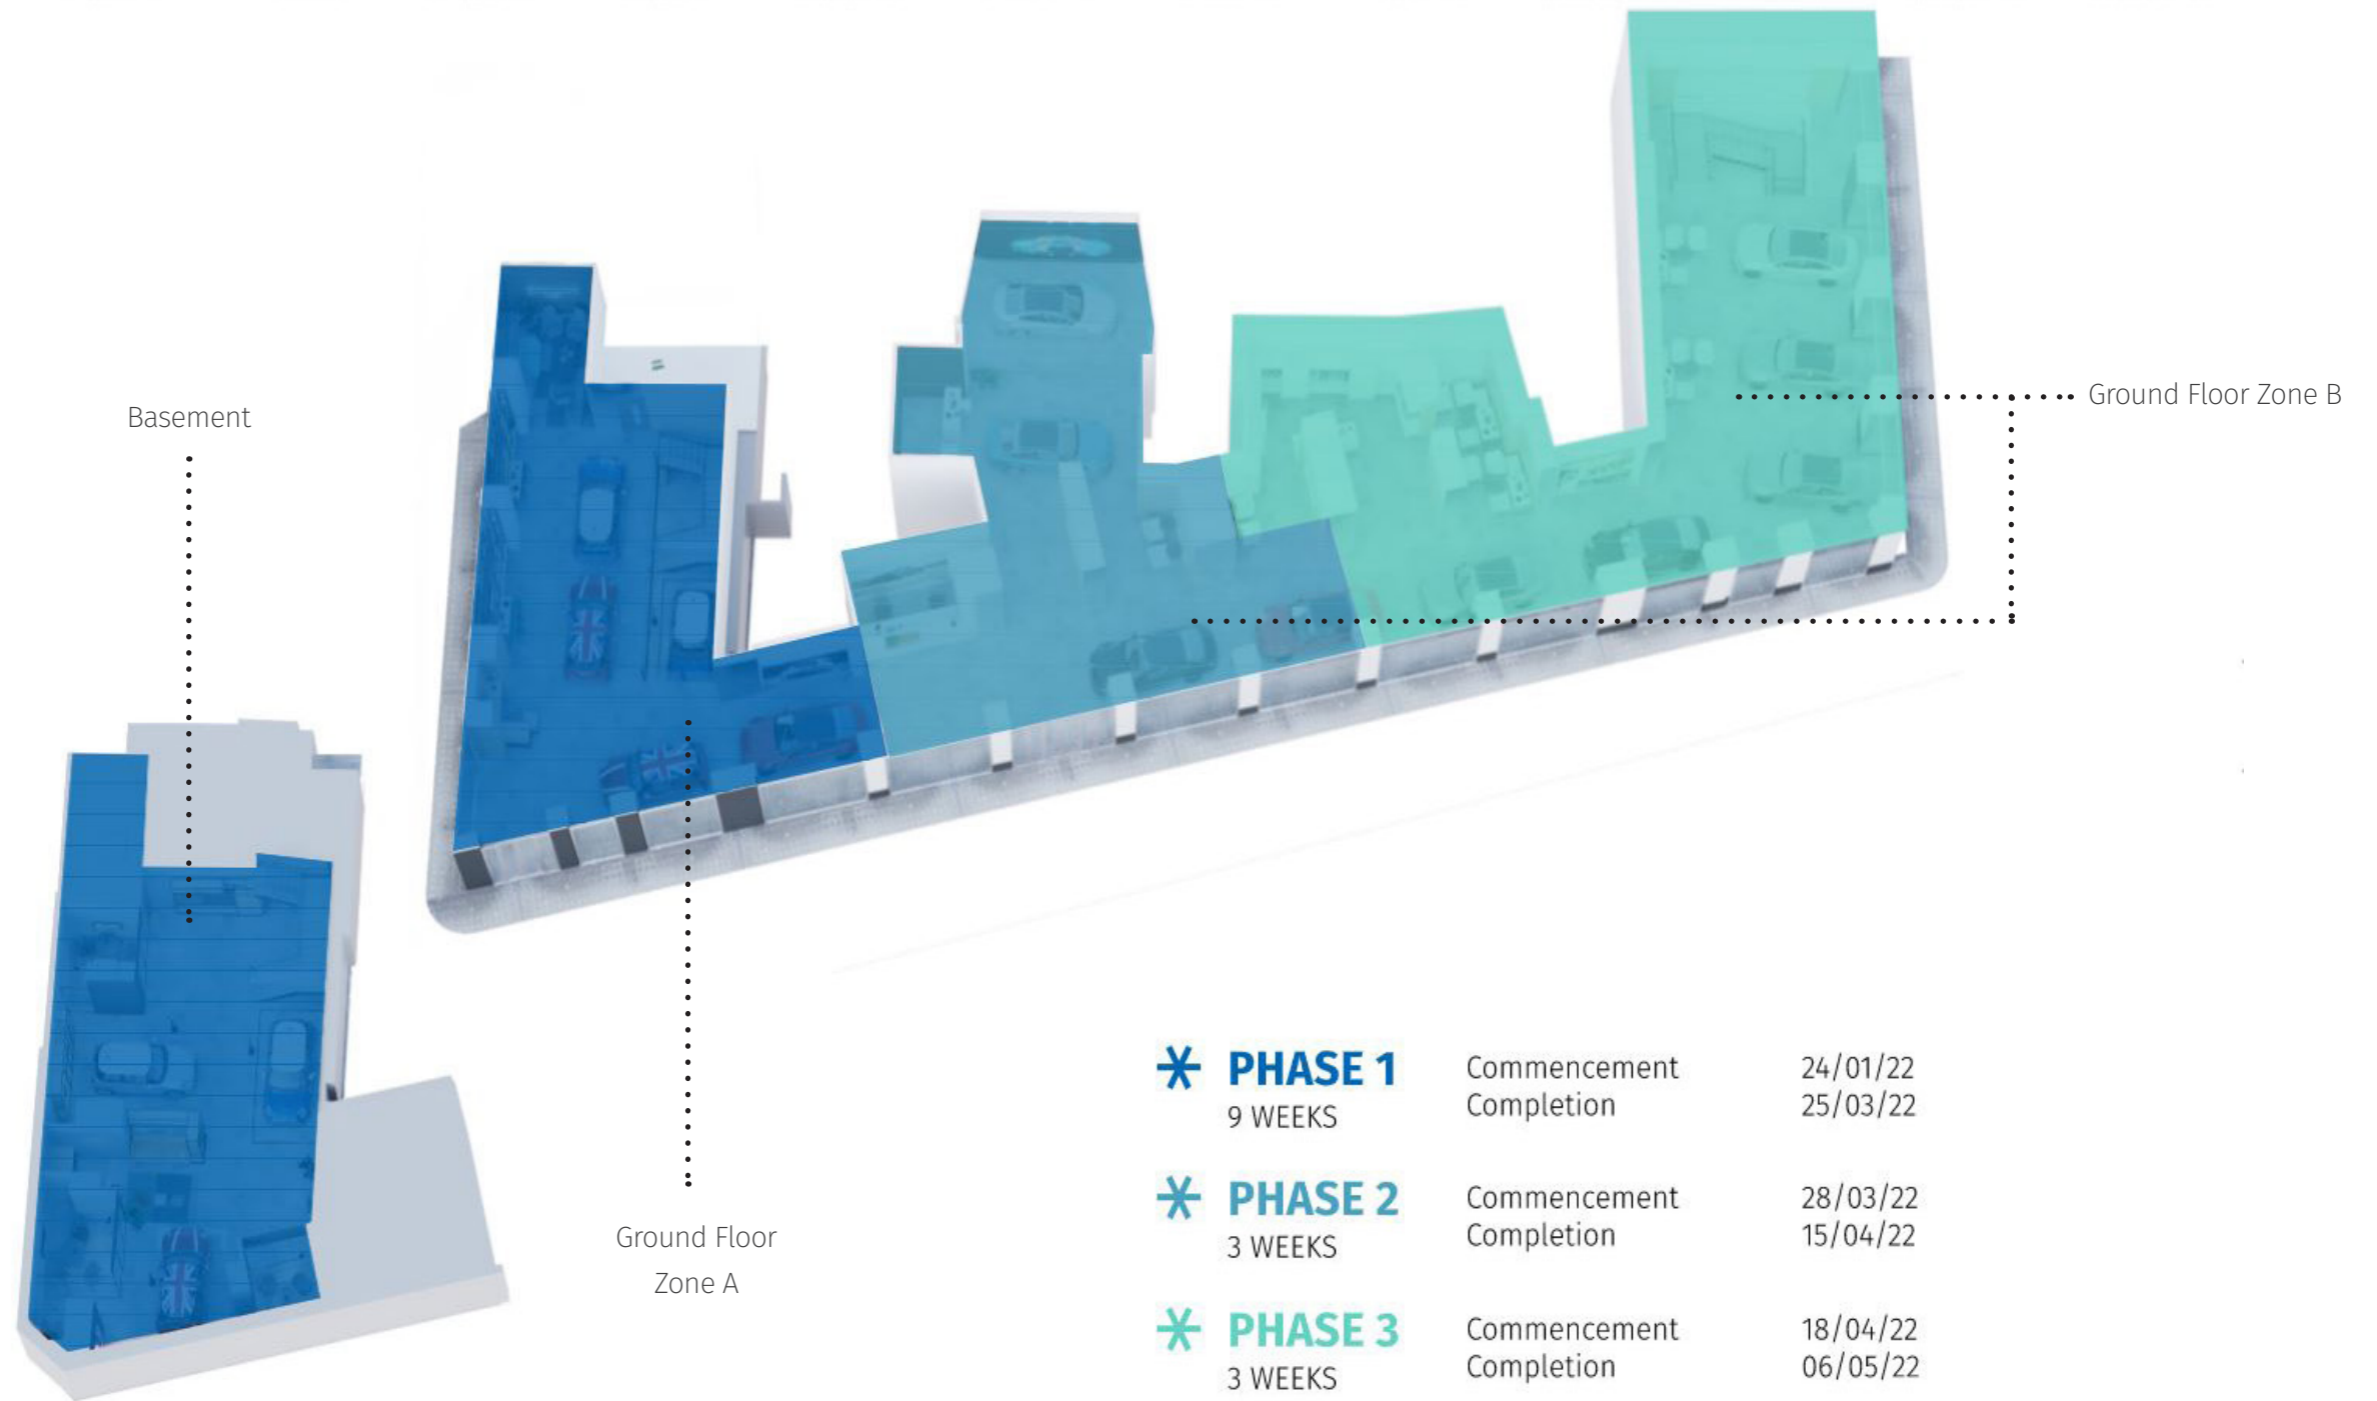 Basement
Ground Floor Zone B
Ground Floor
Zone A
PHASE 1 Commencement 24/01/22
9 WEEKS Completion 25/03/22
PHASE 2 Commencement 28/03/22
3 WEEKS Completion 15/04/22
PHASE 3 Commencement 18/04/22
3 WEEKS Completion 06/05/22